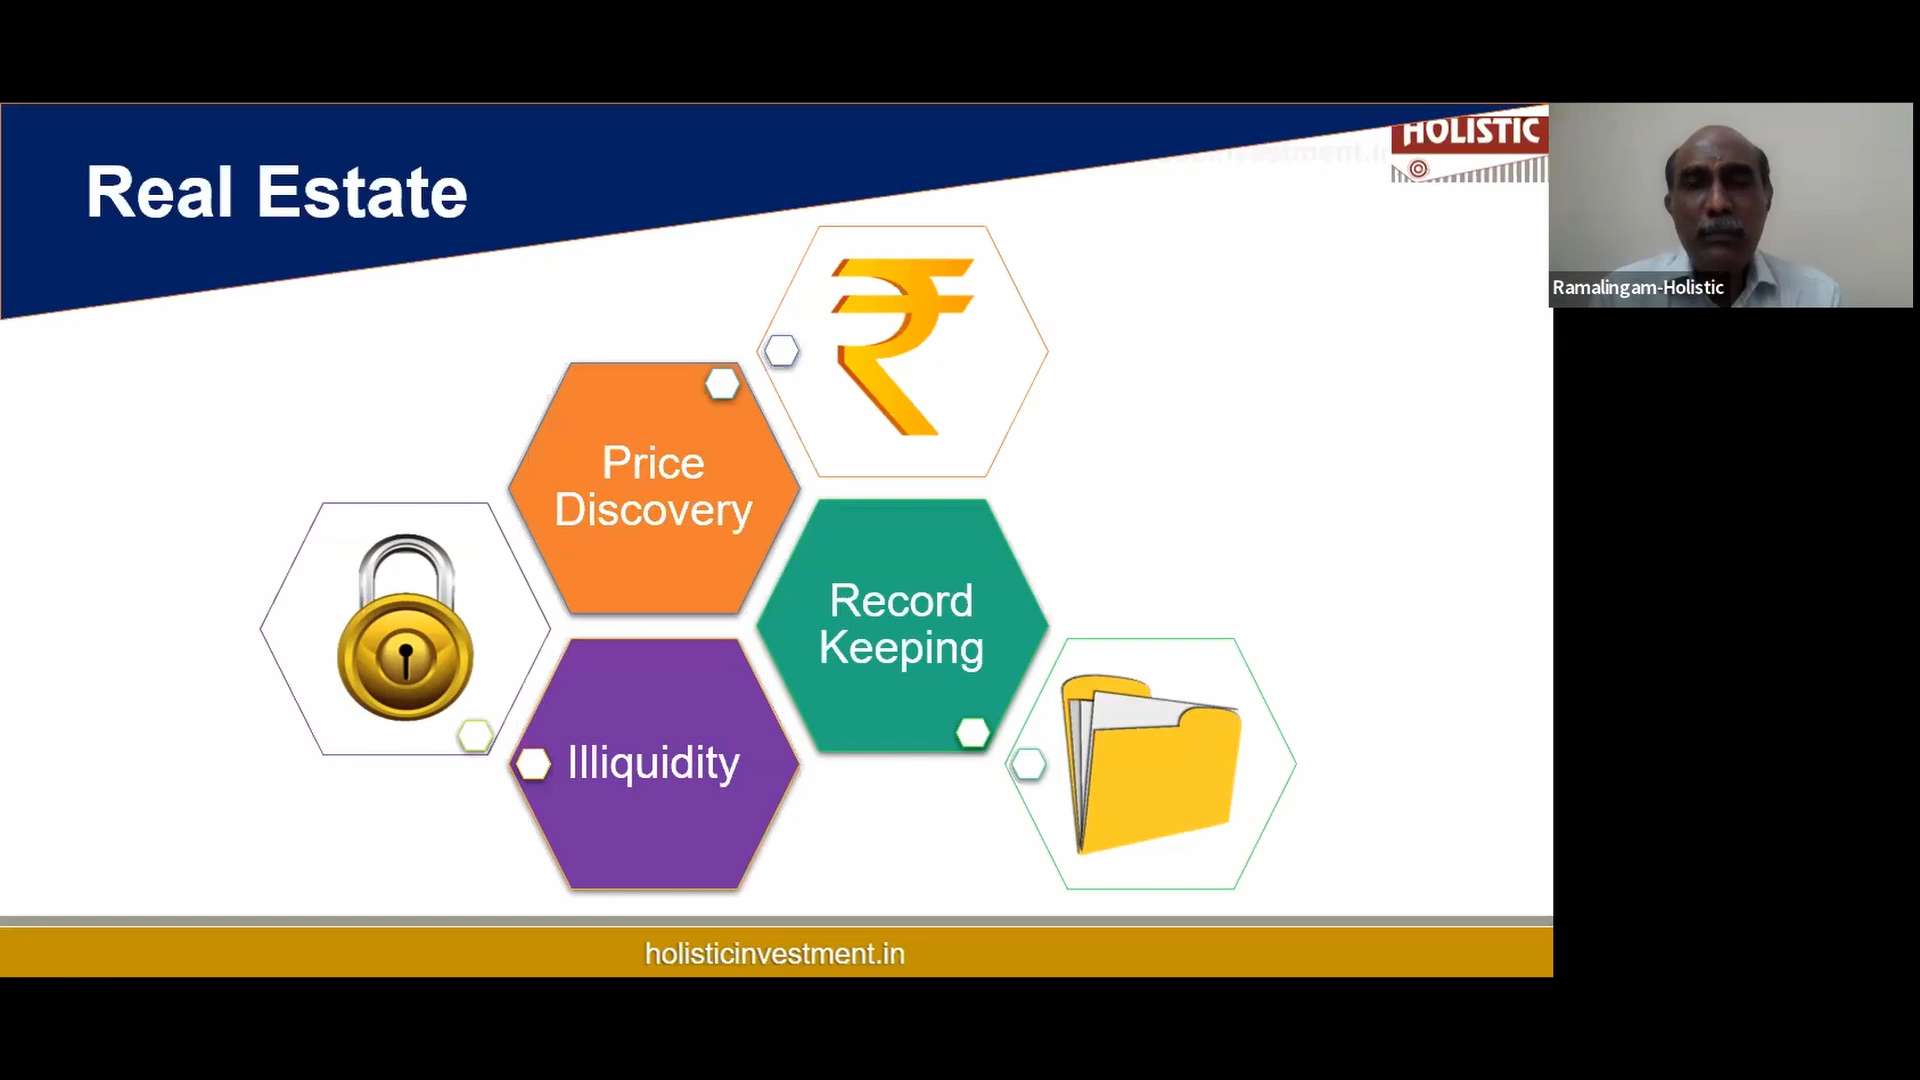 Real Estate
HOLISTIC
Ramalingam-Holistic
₹
Price
Discovery
Record
Keeping
Illiquidity
holisticinvestment.in